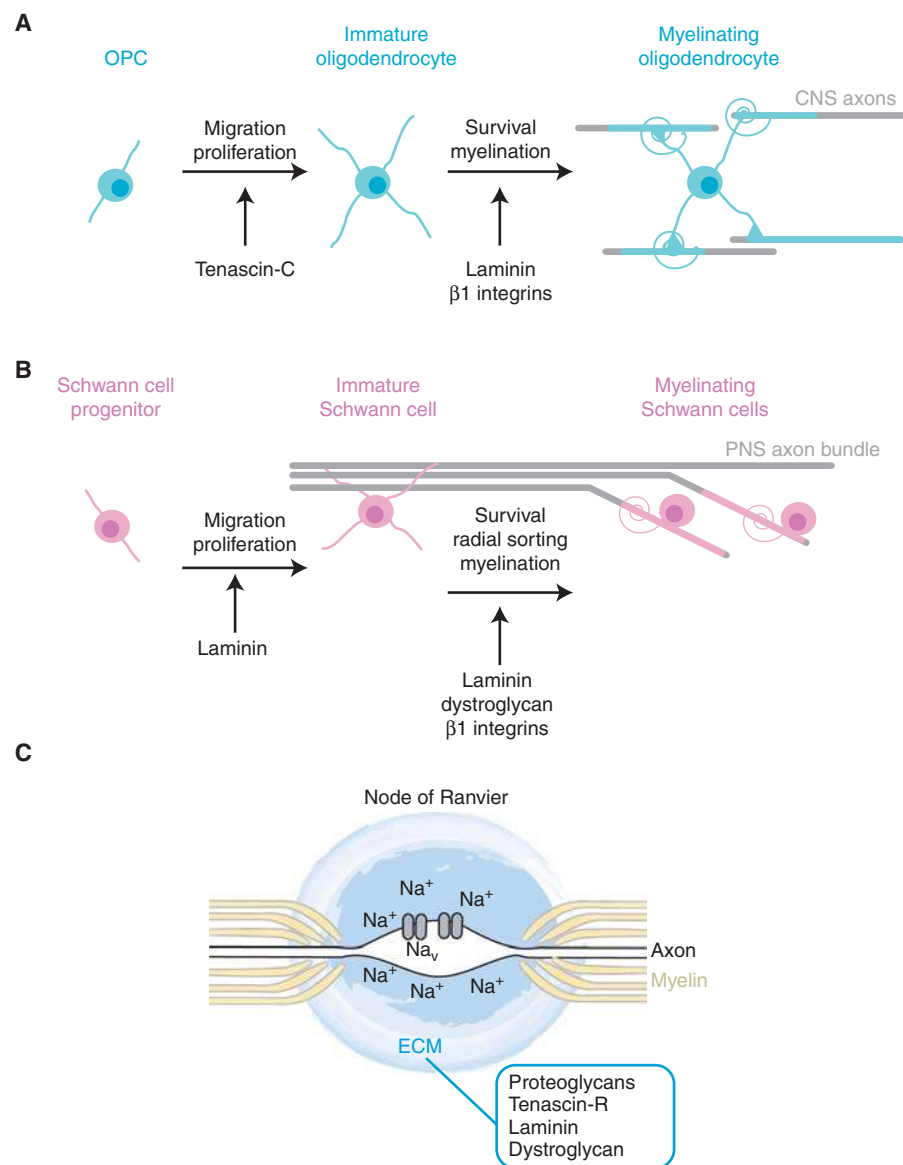 A
OPC
Immature
oligodendrocyte
Myelinating
oligodendrocyte
CNS axons
Migration
proliferation
Survival
myelination
Tenascin-C
Laminin
β1 integrins
B
Schwann cell
progenitor
Immature
Schwann cell
Myelinating
Schwann cells
PNS axon bundle
Migration
proliferation
Survival
radial sorting
myelination
Laminin
Laminin
dystroglycan
β1 integrins
C
Node of Ranvier
Na⁺
Na⁺
Na⁺
Naᵥ
Na⁺
Na⁺
Na⁺
Axon
Myelin
ECM
Proteoglycans
Tenascin-R
Laminin
Dystroglycan